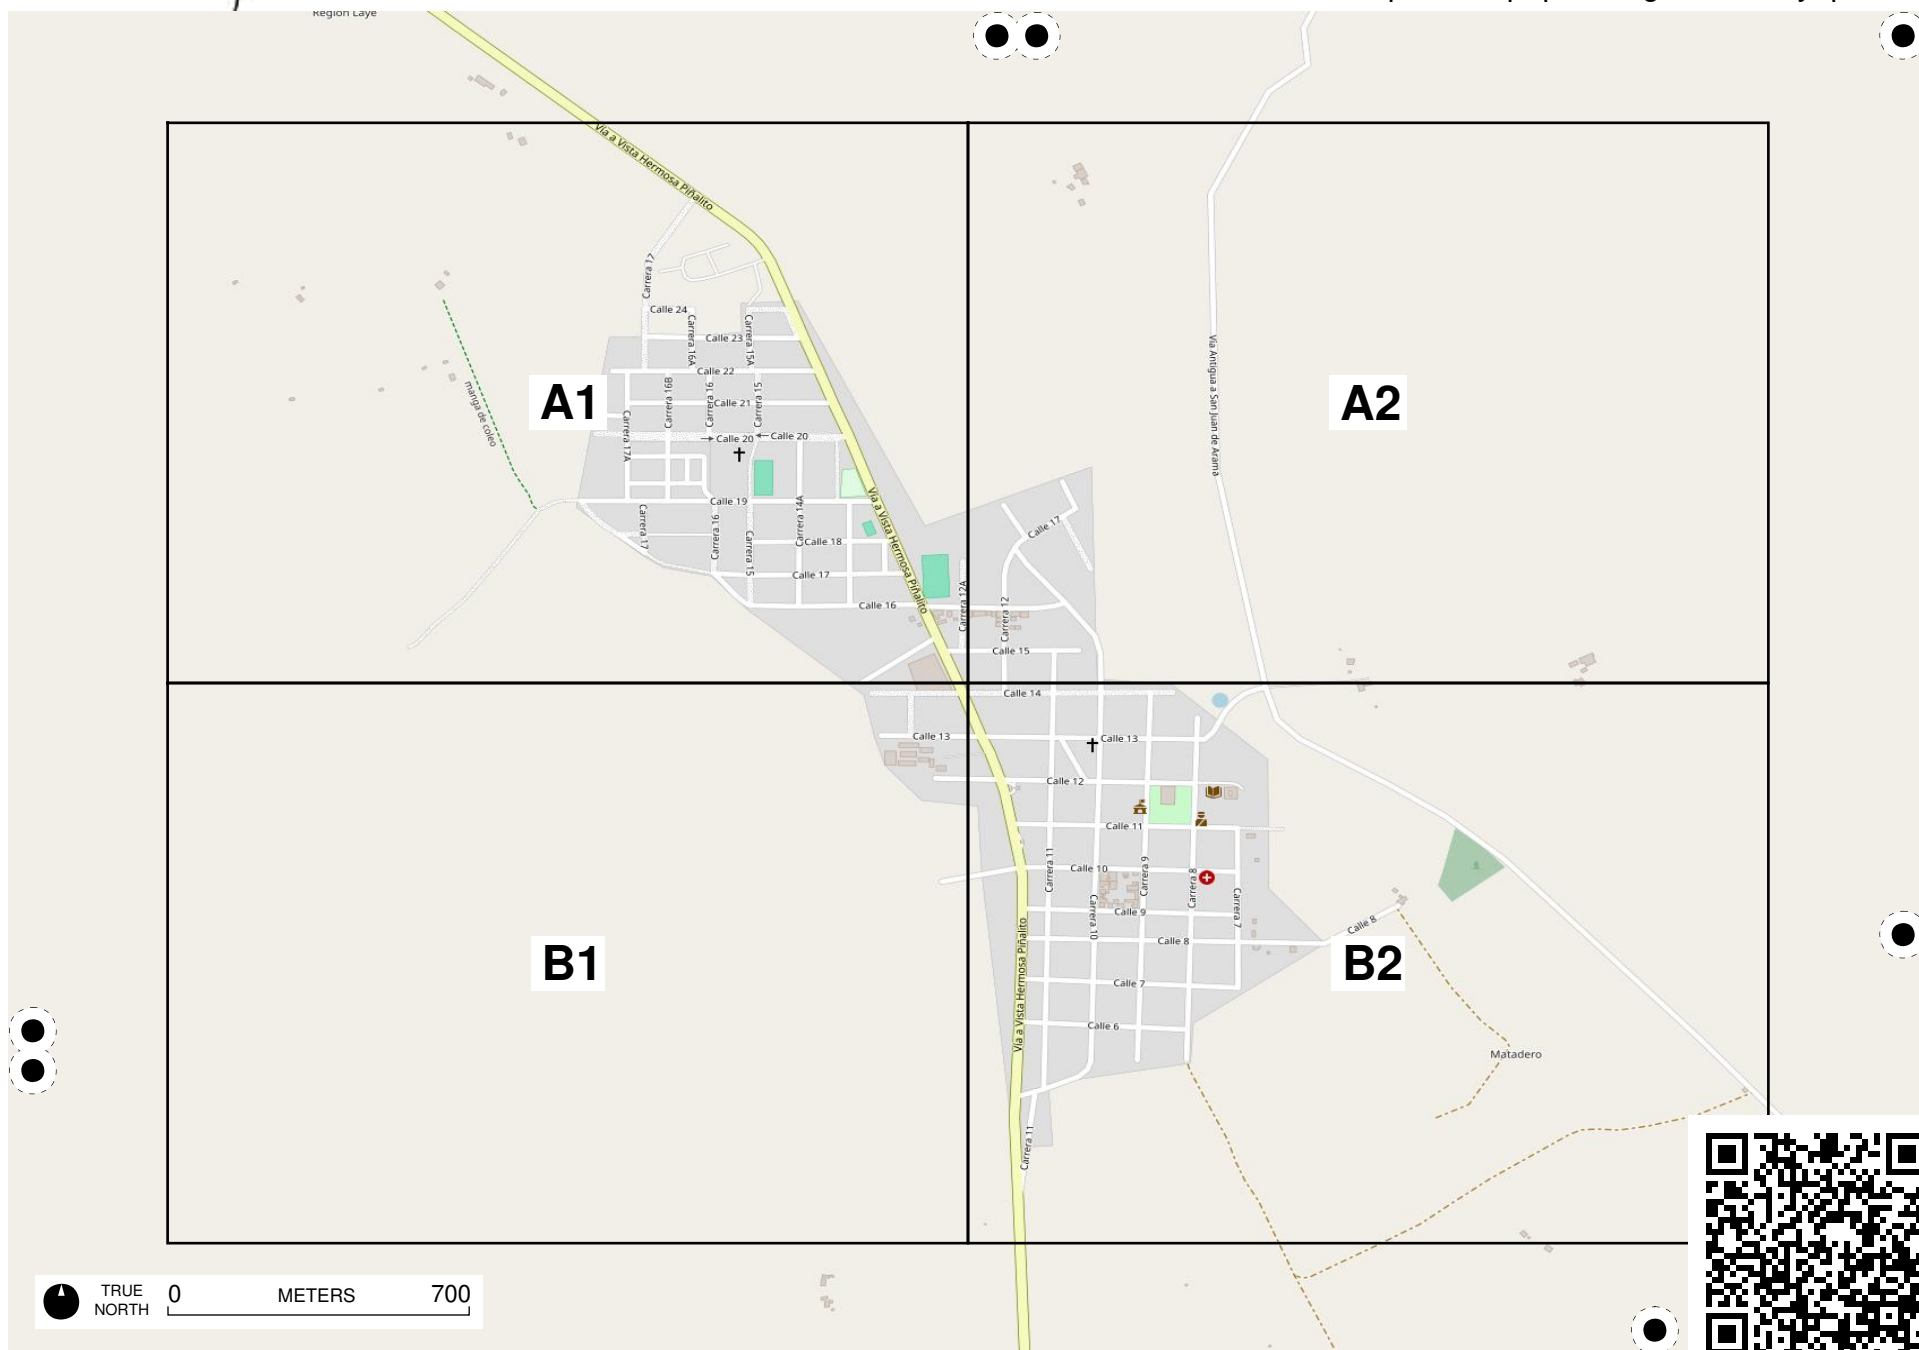 Region Laye
Via a Vista Hermosa Piñalito
Carrera 17
Calle 24
Carrera 16A
Carrera 15A
Calle 23
Calle 22
Carrera 16B
Carrera 16
Carrera 15
Calle 21
A1
A2
manga de coleo
Carrera 17A
Calle 20
Calle 20
Vía Antigua a San Juan de Arama
Calle 19
Carrera 14A
Via a Vista Hermosa Piñalito
Carrera 17
Carrera 16
Carrera 15
Calle 18
Calle 17
Calle 17
Calle 16
Carrera 12A
Carrera 12
Calle 15
Calle 14
Calle 13
Calle 13
Calle 12
Calle 11
Carrera 11
Calle 10
Carrera 9
Carrera 8
Carrera 7
Carrera 10
Calle 9
Calle 8
Calle 8
B1
B2
Via a Vista Hermosa Piñalito
Calle 7
Calle 6
Matadero
Carrera 11
TRUE NORTH
0 METERS 700